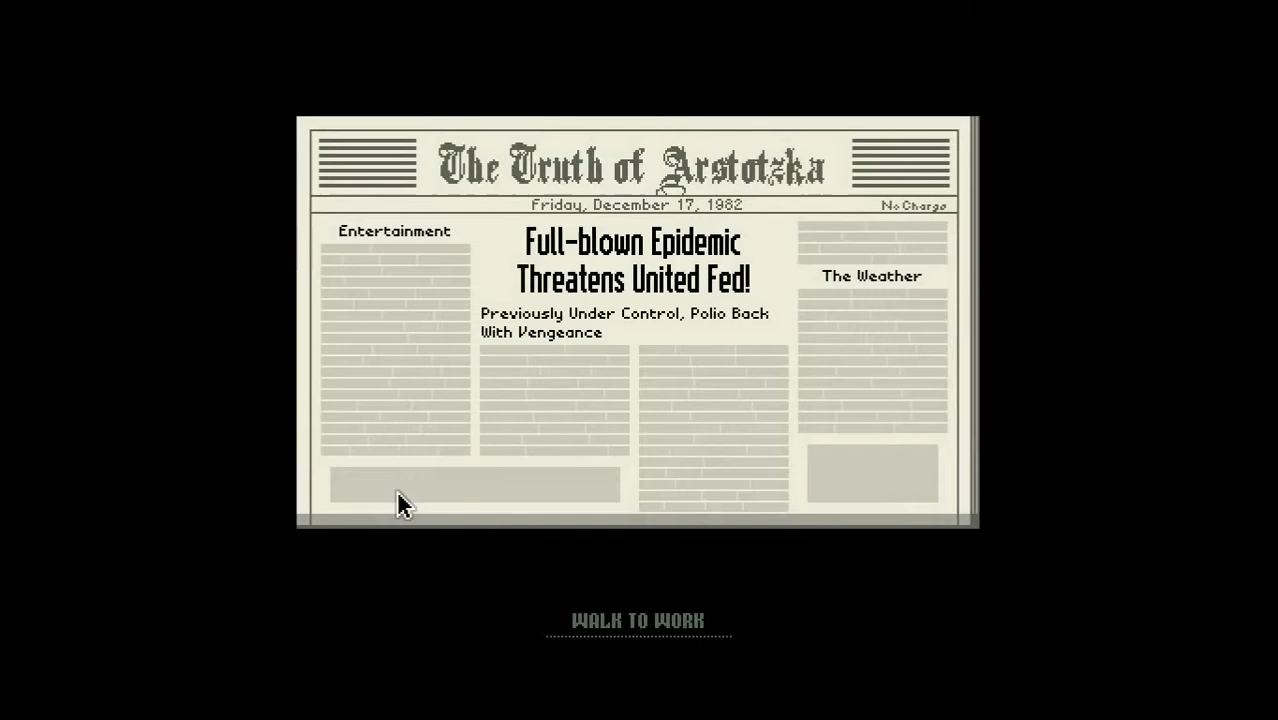 The Truth of Arstotzka
Friday, December 17, 1982
No Charge
Entertainment
Full-blown Epidemic
Threatens United Fed!
Previously Under Control, Polio Back
With Vengeance
The Weather
WALK TO WORK